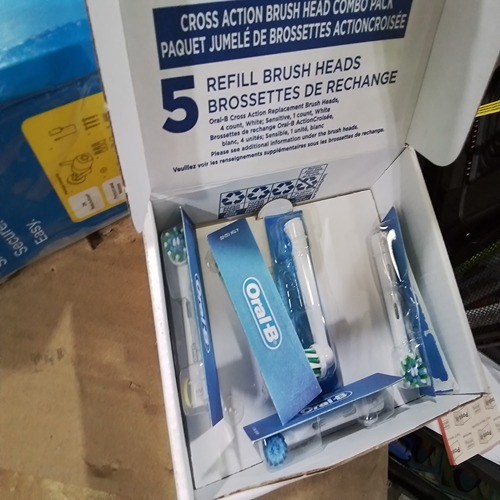 CROSS ACTION BRUSH HEAD COMBO PACK
PAQUET JUMELÉ DE BROSSETTES ACTIONCROISÉE
5 REFILL BRUSH HEADS
BROSSETTES DE RECHANGE
Oral-B Cross Action Replacement Brush Heads,
4 count, White; Sensitive, 1 count, White
Brossettes de rechange Oral-B ActionCroisée,
blanc, 4 unités; Sensible, 1 unité, blanc
Please see additional information under the brush heads.
Veuillez voir les renseignements supplémentaires sous les brossettes.
Oral-B
Oral-B
Oral-B
Easy.